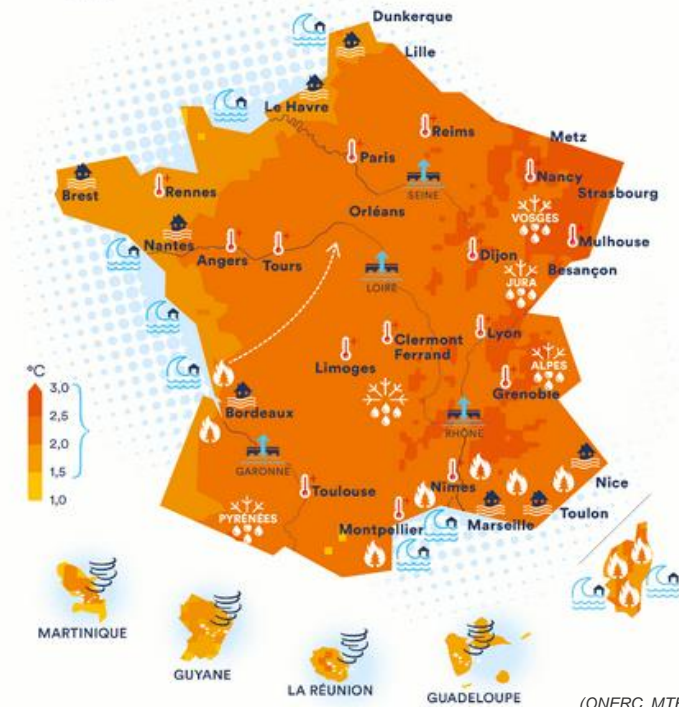 Dunkerque
Lille
Le Havre
Reims
Metz
Paris
Nancy
Brest
Rennes
SEINE
Strasbourg
VOSGES
Orléans
Nantes
Mulhouse
Angers
Tours
Dijon
Besançon
JURA
LOIRE
Lyon
Clermont
Ferrand
Limoges
ALPES
°C
3,0
2,5
2,0
1,5
1,0
Grenoble
Bordeaux
RHÔNE
GARONNE
Nice
Nîmes
Toulouse
PYRÉNÉES
Toulon
Marseille
Montpellier
MARTINIQUE
GUYANE
LA RÉUNION
GUADELOUPE